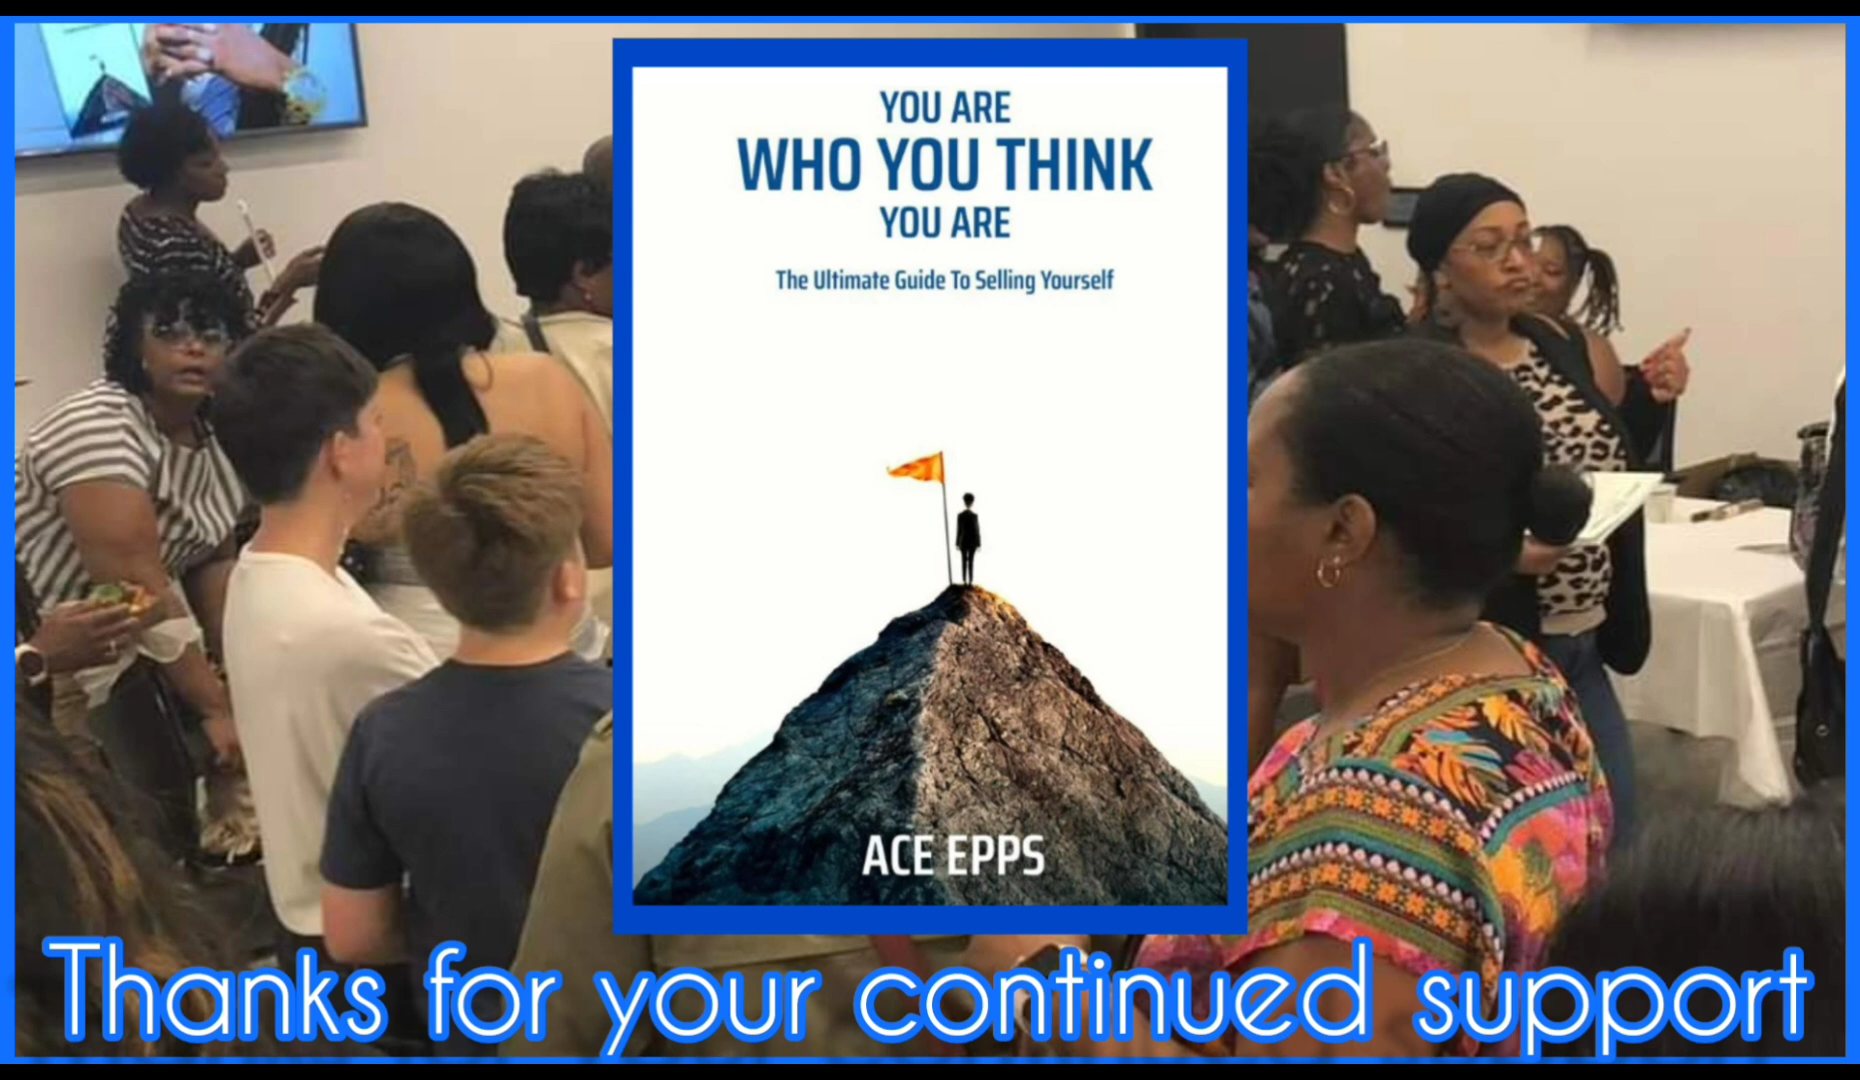 YOU ARE
WHO YOU THINK
YOU ARE
The Ultimate Guide To Selling Yourself
ACE EPPS
Thanks for your continued support